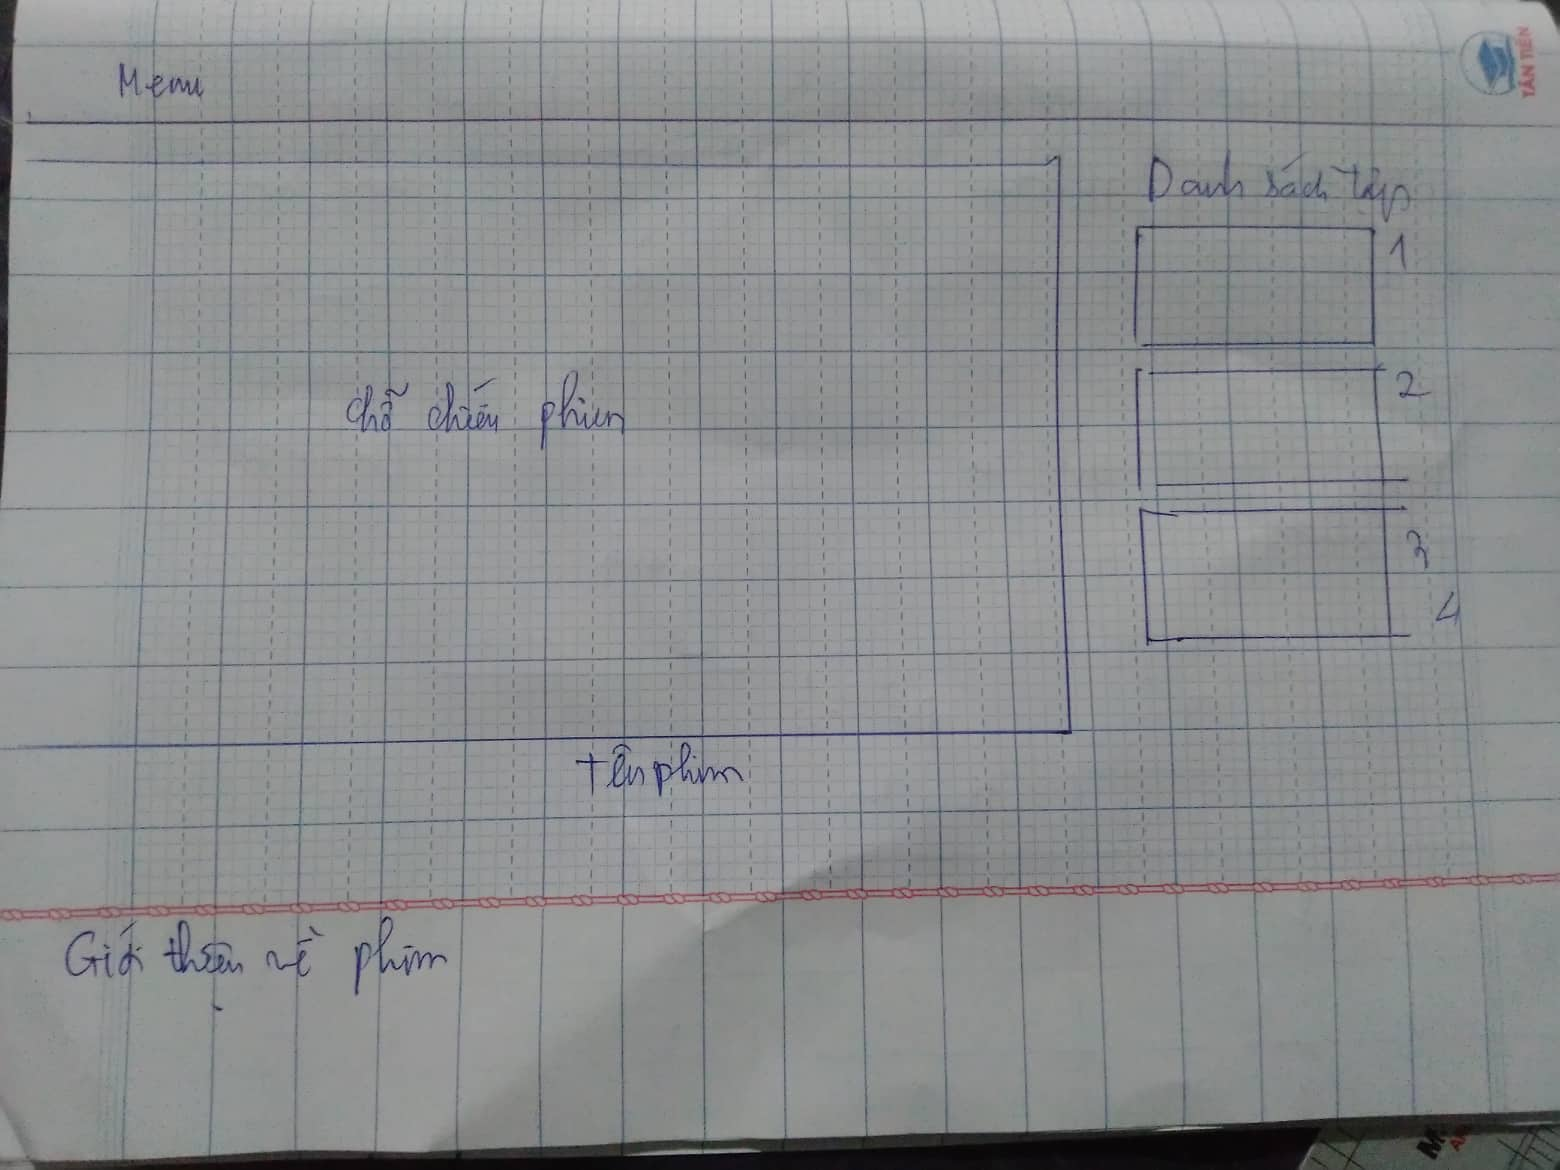 Menu
TÂN TIẾN
Danh sách tập
1
2
3
4
chỗ chiếu phim
tên phim
Giới thiệu về phim